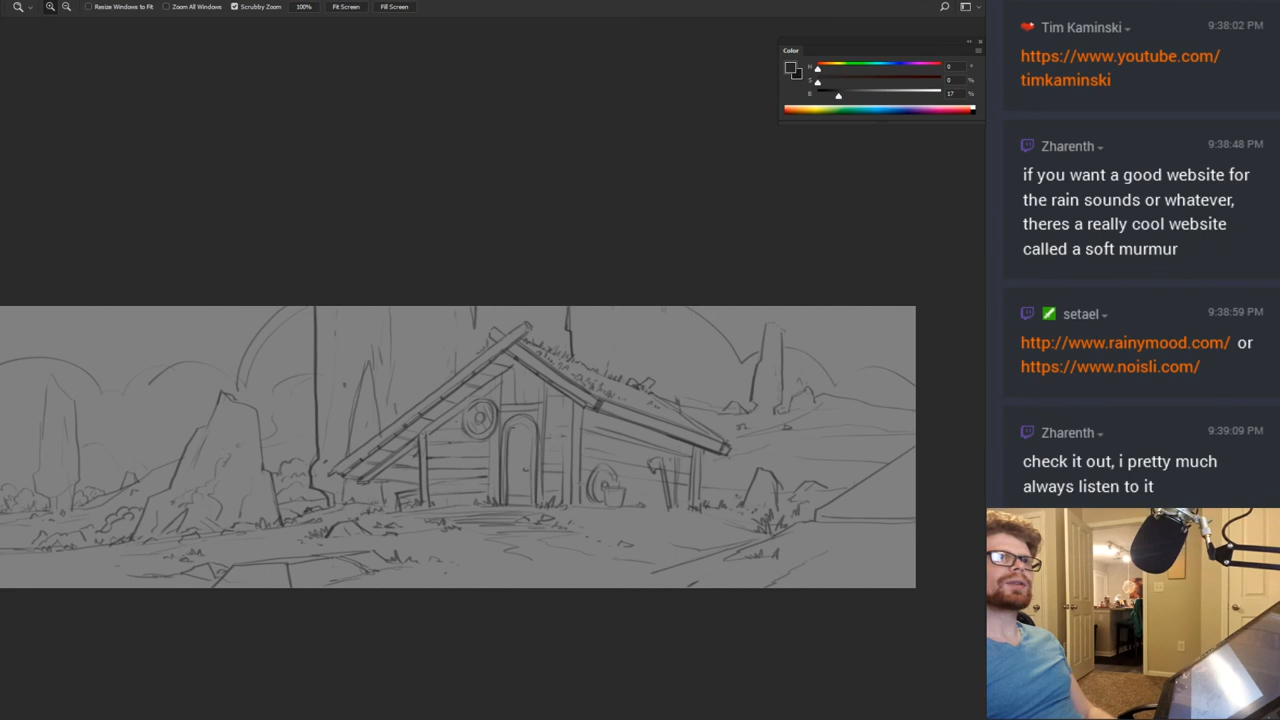 Resize Windows to Fit Zoom All Windows Scrubby Zoom 100% Fit Screen Fill Screen
Color
H 0 °
S 0 %
B 17 %
Tim Kaminski 9:38:02 PM
https://www.youtube.com/
timkaminski
Zharenth 9:38:48 PM
if you want a good website for
the rain sounds or whatever,
theres a really cool website
called a soft murmur
setael 9:38:59 PM
http://www.rainymood.com/ or
https://www.noisli.com/
Zharenth 9:39:09 PM
check it out, i pretty much
always listen to it